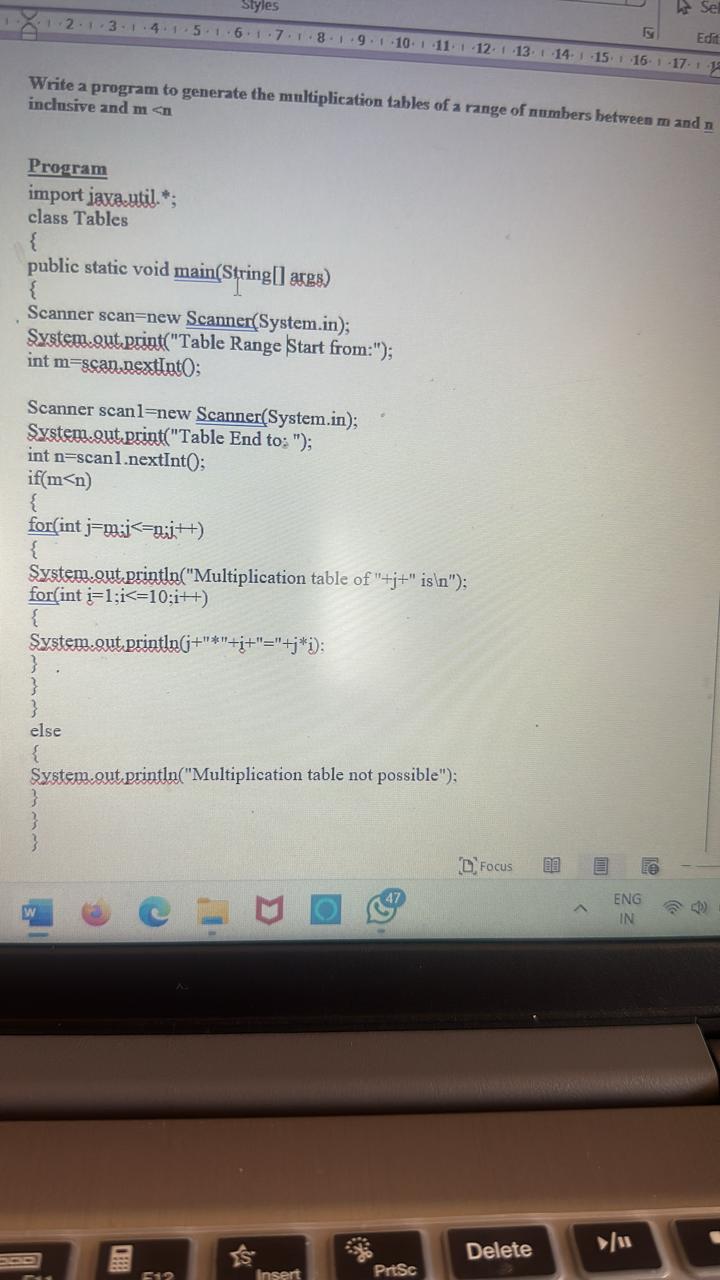 Styles
Sel
Edit
1 · 2 · 1 · 3 · 1 · 4 · 1 · 5 · 1 · 6 · 1 · 7 · 1 · 8 · 1 · 9 · 1 · 10 · 1 · 11 · 1 · 12 · 1 · 13 · 1 · 14 · 1 · 15 · 1 · 16 · 1 · 17 · 1
Write a program to generate the multiplication tables of a range of numbers between m and n
inclusive and m <n
Program
import java.util.*;
class Tables
{
public static void main(String[] args)
{
Scanner scan=new Scanner(System.in);
System.out.print("Table Range Start from:");
int m=scan.nextInt();
Scanner scan1=new Scanner(System.in);
System.out.print("Table End to: ");
int n=scan1.nextInt();
if(m<n)
{
for(int j=m;j<=n;j++)
{
System.out.println("Multiplication table of "+j+" is\n");
for(int i=1;i<=10;i++)
{
System.out.println(j+"*"+i+"="+j*i);
}
}
}
else
{
System.out.println("Multiplication table not possible");
}
}
}
Focus
W
47
ENG
IN
F12
Insert
PrtSc
Delete